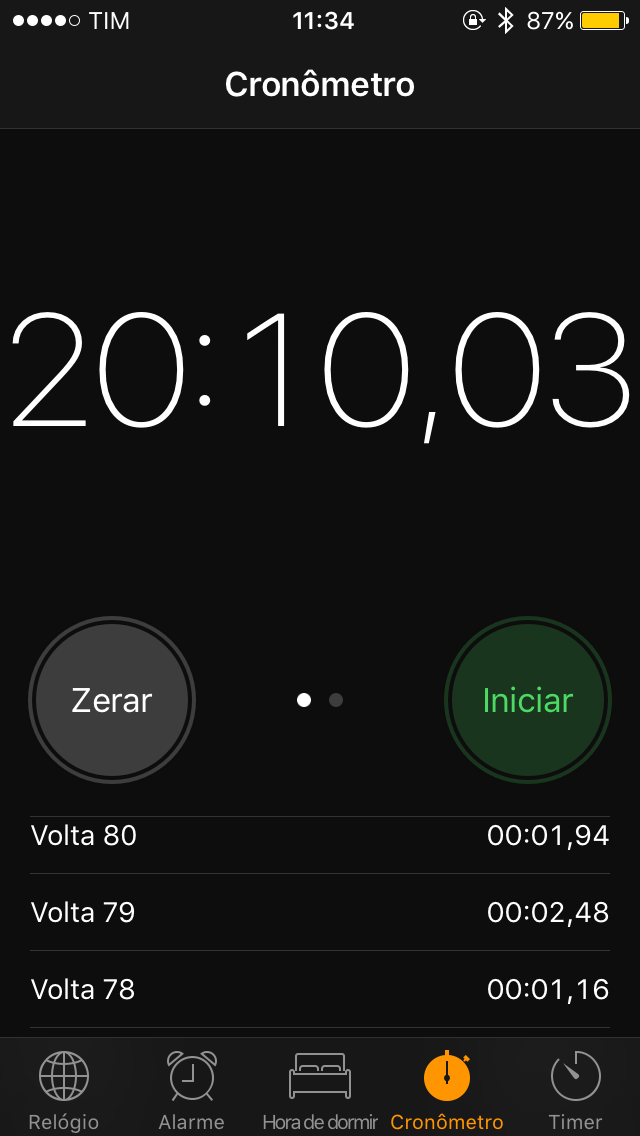 TIM 11:34 87%
Cronômetro
20:10,03
Zerar Iniciar
Volta 80 00:01,94
Volta 79 00:02,48
Volta 78 00:01,16
Relógio Alarme Hora de dormir Cronômetro Timer